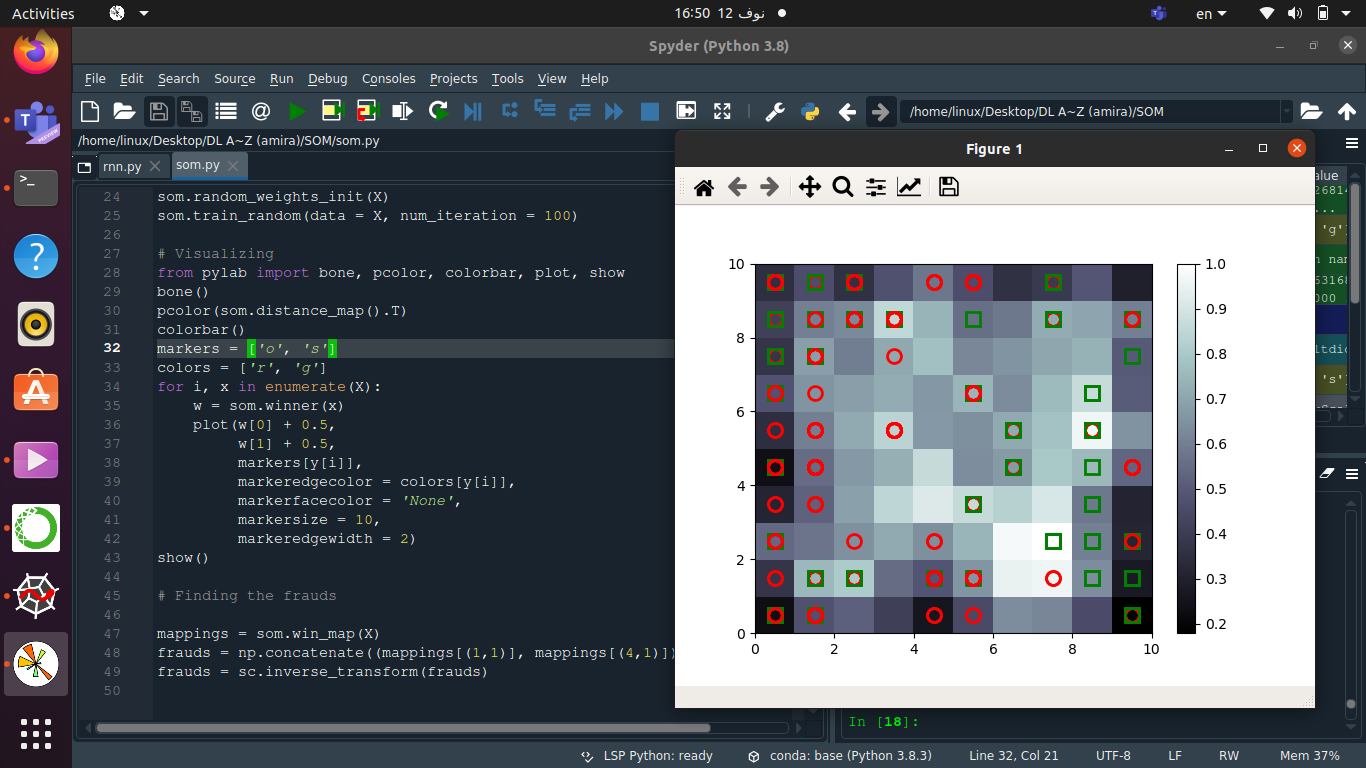 Activities
16:50 12 نوف
en
Spyder (Python 3.8)
File Edit Search Source Run Debug Consoles Projects Tools View Help
/home/linux/Desktop/DL A~Z (amira)/SOM
/home/linux/Desktop/DL A~Z (amira)/SOM/som.py
rnn.py
som.py
24 som.random_weights_init(X)
25 som.train_random(data = X, num_iteration = 100)
26
27 # Visualizing
28 from pylab import bone, pcolor, colorbar, plot, show
29 bone()
30 pcolor(som.distance_map().T)
31 colorbar()
32 markers = ['o', 's']
33 colors = ['r', 'g']
34 for i, x in enumerate(X):
35 w = som.winner(x)
36 plot(w[0] + 0.5,
37 w[1] + 0.5,
38 markers[y[i]],
39 markeredgecolor = colors[y[i]],
40 markerfacecolor = 'None',
41 markersize = 10,
42 markeredgewidth = 2)
43 show()
44
45 # Finding the frauds
46
47 mappings = som.win_map(X)
48 frauds = np.concatenate((mappings[(1,1)], mappings[(4,1)])
49 frauds = sc.inverse_transform(frauds)
50
Figure 1
10
8
6
4
2
0
0 2 4 6 8 10
1.0
0.9
0.8
0.7
0.6
0.5
0.4
0.3
0.2
alue
2681
...
'g']
n nam
63168
000
ltdic
's']
In [18]:
LSP Python: ready
conda: base (Python 3.8.3)
Line 32, Col 21
UTF-8
LF
RW
Mem 37%